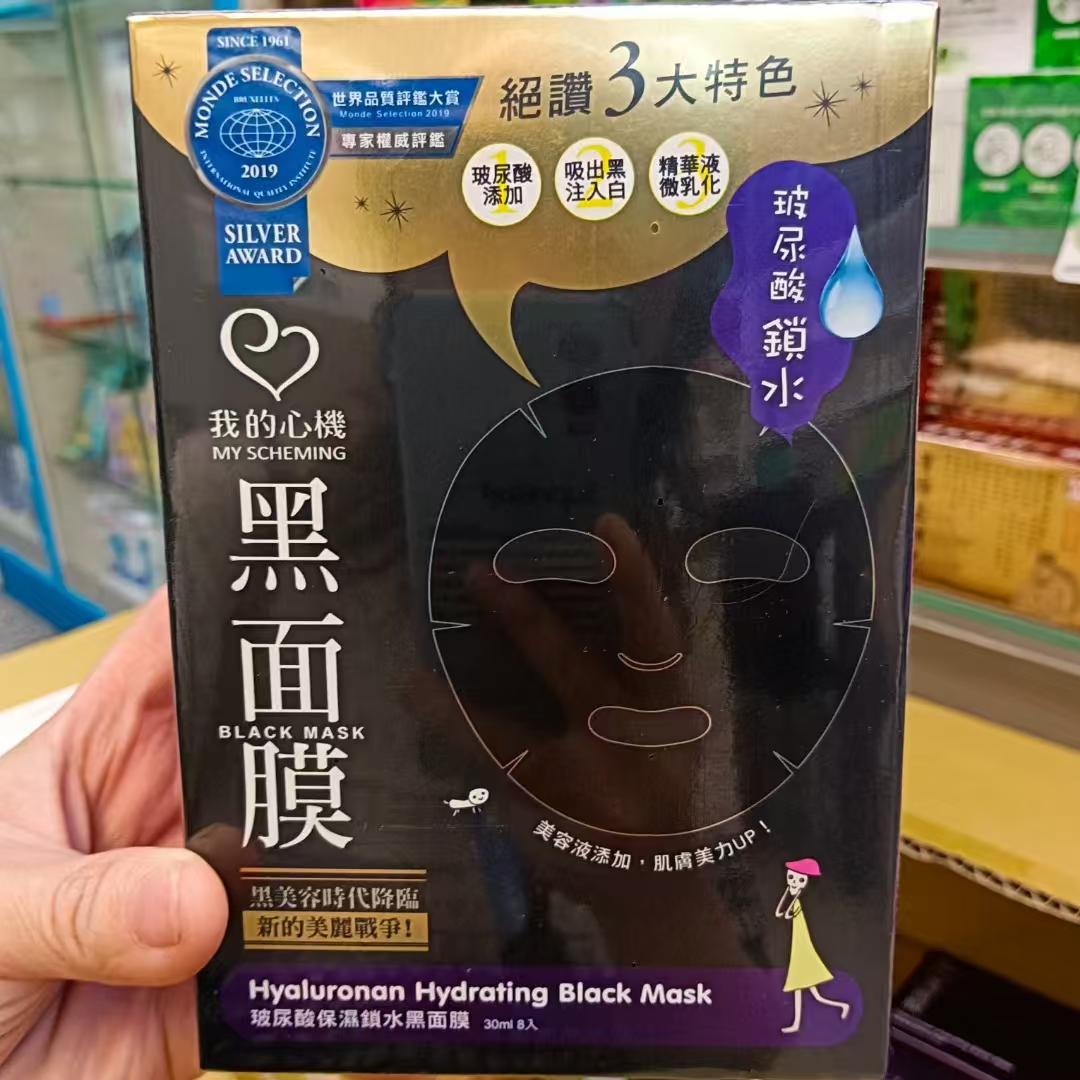 SINCE 1961
MONDE SELECTION
BRUXELLES
2019
INTERNATIONAL QUALITY INSTITUTE
SILVER
AWARD
世界品質評鑑大賞
Monde Selection 2019
專家權威評鑑
絕讚3大特色
1
玻尿酸
添加
2
吸出黑
注入白
3
精華液
微乳化
玻尿酸
鎖水
我的心機
MY SCHEMING
黑面膜
BLACK MASK
美容液添加，肌膚美力UP！
黑美容時代降臨
新的美麗戰爭！
Hyaluronan Hydrating Black Mask
玻尿酸保濕鎖水黑面膜 30ml 8入